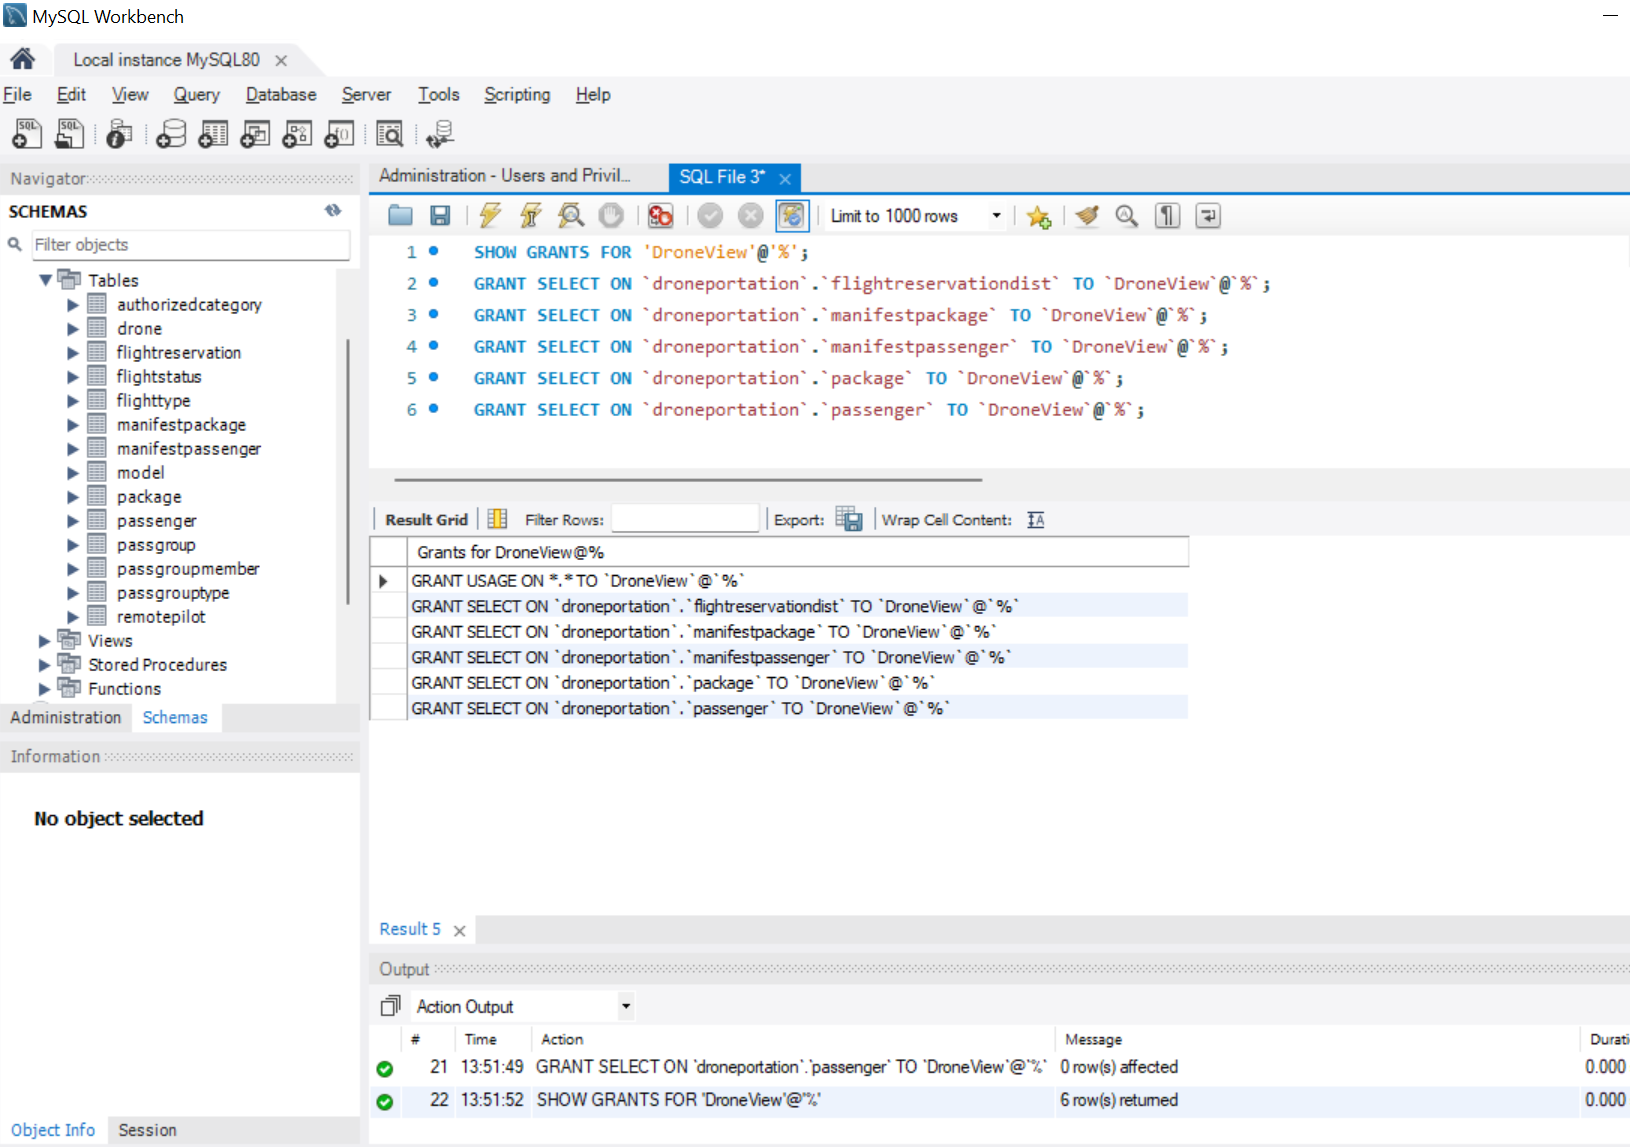 MySQL Workbench
Local instance MySQL80
File Edit View Query Database Server Tools Scripting Help
Navigator
SCHEMAS
Filter objects
Tables
authorizedcategory
drone
flightreservation
flightstatus
flighttype
manifestpackage
manifestpassenger
model
package
passenger
passgroup
passgroupmember
passgrouptype
remotepilot
Views
Stored Procedures
Functions
Administration Schemas
Information
No object selected
Object Info Session
Administration - Users and Privil...
SQL File 3*
Limit to 1000 rows
1 SHOW GRANTS FOR 'DroneView'@'%';
2 GRANT SELECT ON `droneportation`.`flightreservationdist` TO `DroneView`@`%`;
3 GRANT SELECT ON `droneportation`.`manifestpackage` TO `DroneView`@`%`;
4 GRANT SELECT ON `droneportation`.`manifestpassenger` TO `DroneView`@`%`;
5 GRANT SELECT ON `droneportation`.`package` TO `DroneView`@`%`;
6 GRANT SELECT ON `droneportation`.`passenger` TO `DroneView`@`%`;
Result Grid Filter Rows: Export: Wrap Cell Content:
Grants for DroneView@%
GRANT USAGE ON *.* TO `DroneView`@`%`
GRANT SELECT ON `droneportation`.`flightreservationdist` TO `DroneView`@`%`
GRANT SELECT ON `droneportation`.`manifestpackage` TO `DroneView`@`%`
GRANT SELECT ON `droneportation`.`manifestpassenger` TO `DroneView`@`%`
GRANT SELECT ON `droneportation`.`package` TO `DroneView`@`%`
GRANT SELECT ON `droneportation`.`passenger` TO `DroneView`@`%`
Result 5
Output
Action Output
# Time Action Message Durati
21 13:51:49 GRANT SELECT ON `droneportation`.`passenger` TO `DroneView`@`%` 0 row(s) affected 0.000
22 13:51:52 SHOW GRANTS FOR 'DroneView'@'%' 6 row(s) returned 0.000